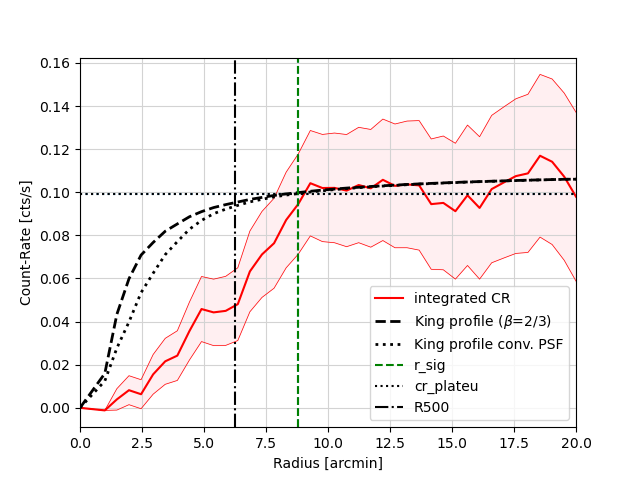 0.16
0.14
0.12
0.10
0.08
0.06
0.04
0.02
0.00
Count-Rate [cts/s]
integrated CR
King profile (β=2/3)
King profile conv. PSF
r_sig
cr_plateu
R500
0.0 2.5 5.0 7.5 10.0 12.5 15.0 17.5 20.0
Radius [arcmin]